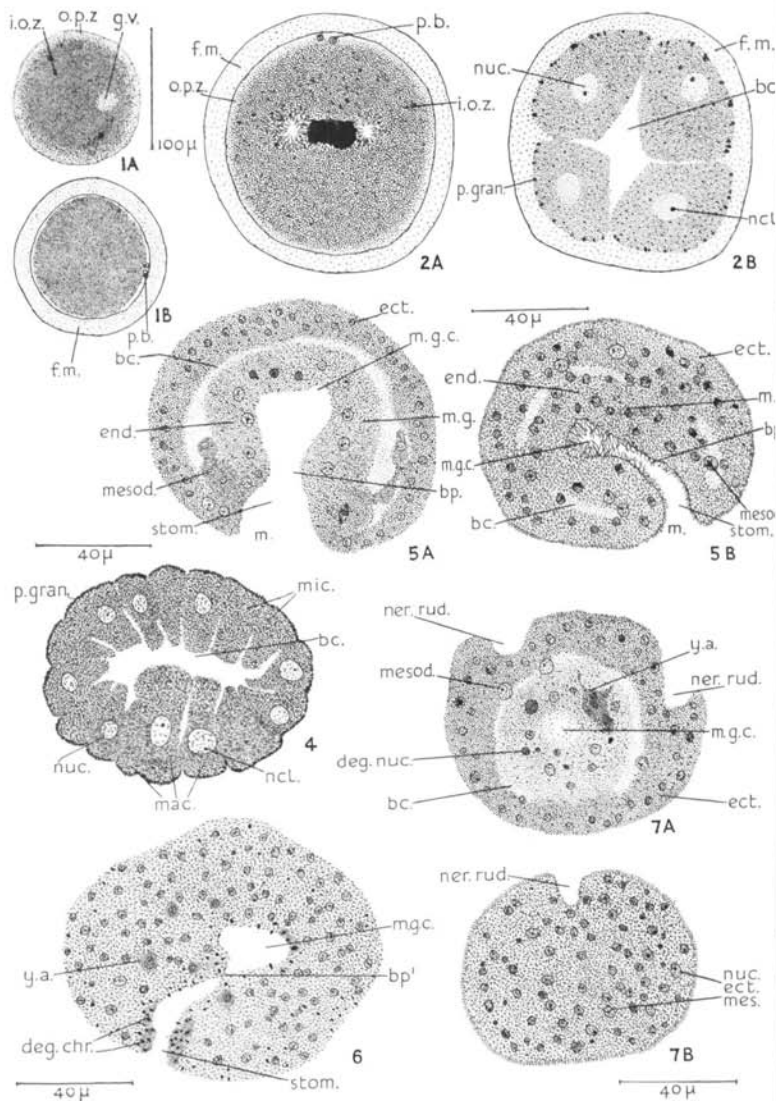 i.o.z.
o.p.z
g.v.
1A
100μ
1B
p.b.
f.m.
p.b.
f.m.
o.p.z
i.o.z.
2A
nuc.
f.m.
bc
p.gran
ncl.
2B
40μ
ect.
bc.
m.g.c.
end.
m.g.
mesod.
bp.
stom.
m.
5A
40μ
ect.
end.
m.
bp
m.g.c.
mesod
bc.
m.
stom.
5B
p.gran.
mic.
bc.
nuc.
ncl.
4
mac.
ner. rud.
y.a.
mesod.
ner. rud.
m.g.c.
deg. nuc.
bc.
ect.
7A
m.g.c.
y.a.
bp'
deg. chr.
6
stom.
40μ
ner. rud.
nuc.
ect.
mes.
7B
40μ